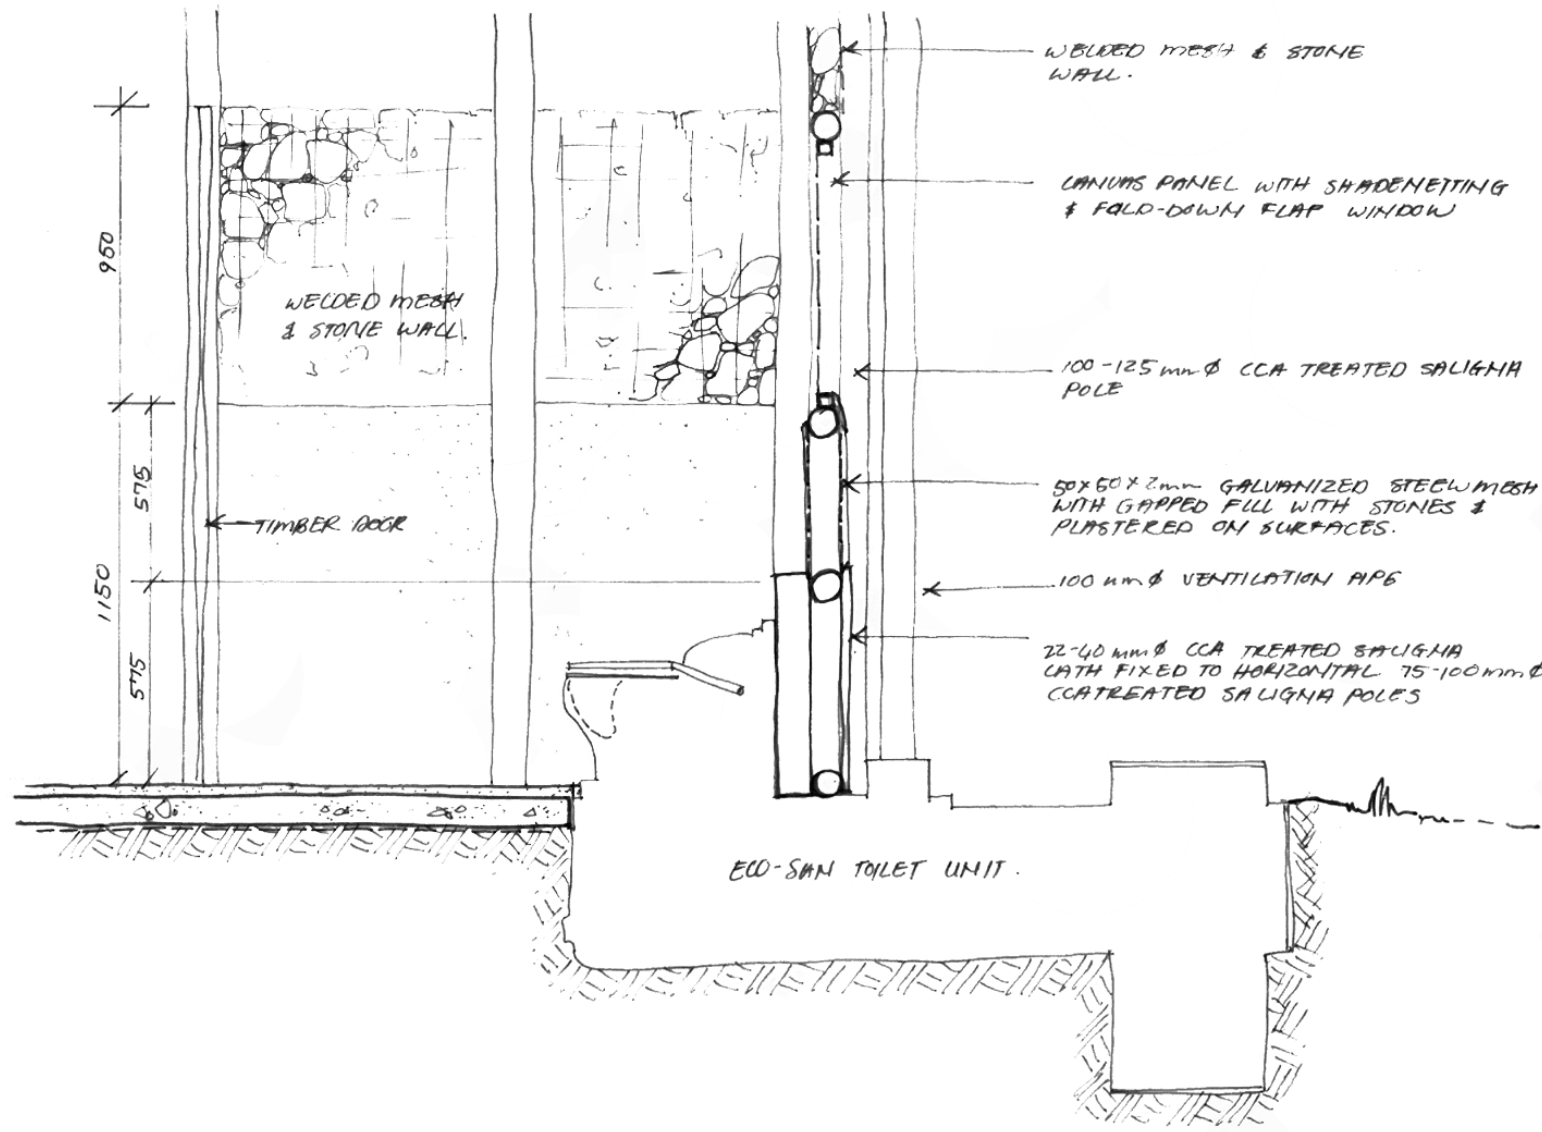 WELDED MESH & STONE
WALL.
CANVAS PANEL WITH SHADENETTING
& FOLD-DOWN FLAP WINDOW
950
WELDED MESH
& STONE WALL.
100-125 mm Ø CCA TREATED SALIGNA
POLE
575
50x50x2mm GALVANIZED STEEL MESH
WITH GAPPED FILL WITH STONES &
PLASTERED ON SURFACES.
TIMBER DOOR
1150
100 mm Ø VENTILATION PIPE
575
22-40 mm Ø CCA TREATED SALIGNA
LATH FIXED TO HORIZONTAL 75-100mm Ø
CCA TREATED SALIGNA POLES
ECO-SAN TOILET UNIT.